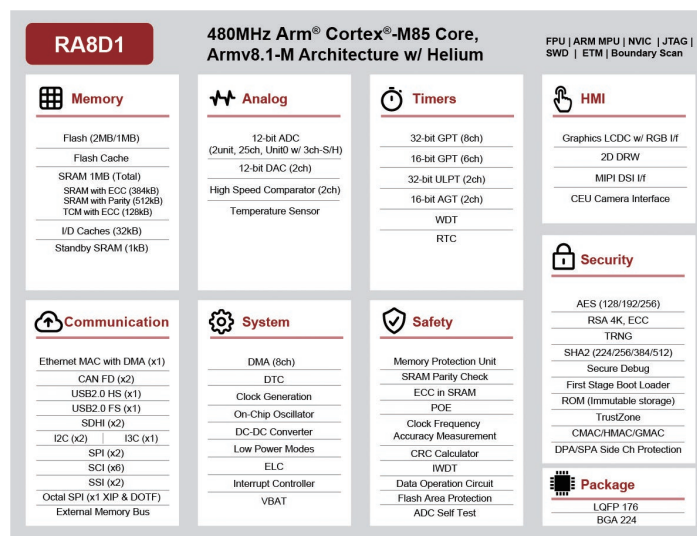 RA8D1
480MHz Arm® Cortex®-M85 Core,
Armv8.1-M Architecture w/ Helium
FPU | ARM MPU | NVIC | JTAG |
SWD | ETM | Boundary Scan
Memory
Flash (2MB/1MB)
Flash Cache
SRAM 1MB (Total)
SRAM with ECC (384kB)
SRAM with Parity (512kB)
TCM with ECC (128kB)
I/D Caches (32kB)
Standby SRAM (1kB)
Analog
12-bit ADC
(2unit, 25ch, Unit0 w/ 3ch-S/H)
12-bit DAC (2ch)
High Speed Comparator (2ch)
Temperature Sensor
Timers
32-bit GPT (8ch)
16-bit GPT (6ch)
32-bit ULPT (2ch)
16-bit AGT (2ch)
WDT
RTC
HMI
Graphics LCDC w/ RGB I/f
2D DRW
MIPI DSI I/f
CEU Camera Interface
Communication
Ethernet MAC with DMA (x1)
CAN FD (x2)
USB2.0 HS (x1)
USB2.0 FS (x1)
SDHI (x2)
I2C (x2) | I3C (x1)
SPI (x2)
SCI (x6)
SSI (x2)
Octal SPI (x1 XIP & DOTF)
External Memory Bus
System
DMA (8ch)
DTC
Clock Generation
On-Chip Oscillator
DC-DC Converter
Low Power Modes
ELC
Interrupt Controller
VBAT
Safety
Memory Protection Unit
SRAM Parity Check
ECC in SRAM
POE
Clock Frequency
Accuracy Measurement
CRC Calculator
IWDT
Data Operation Circuit
Flash Area Protection
ADC Self Test
Security
AES (128/192/256)
RSA 4K, ECC
TRNG
SHA2 (224/256/384/512)
Secure Debug
First Stage Boot Loader
ROM (Immutable storage)
TrustZone
CMAC/HMAC/GMAC
DPA/SPA Side Ch Protection
Package
LQFP 176
BGA 224